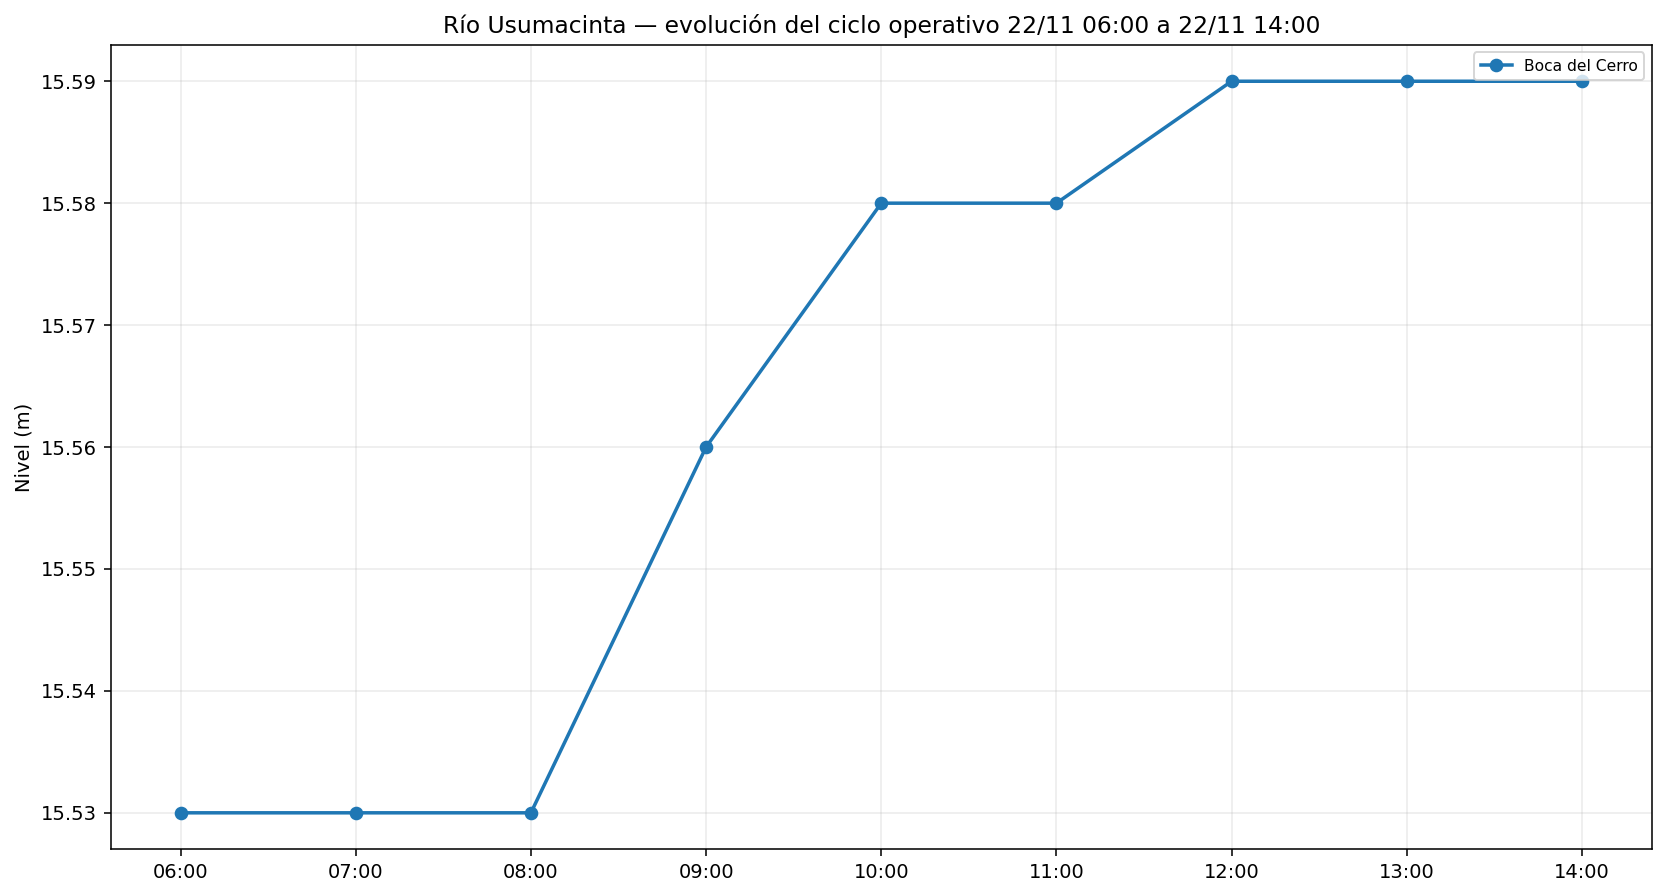 Río Usumacinta — evolución del ciclo operativo 22/11 06:00 a 22/11 14:00
Boca del Cerro
Nivel (m)
15.59
15.58
15.57
15.56
15.55
15.54
15.53
06:00 07:00 08:00 09:00 10:00 11:00 12:00 13:00 14:00